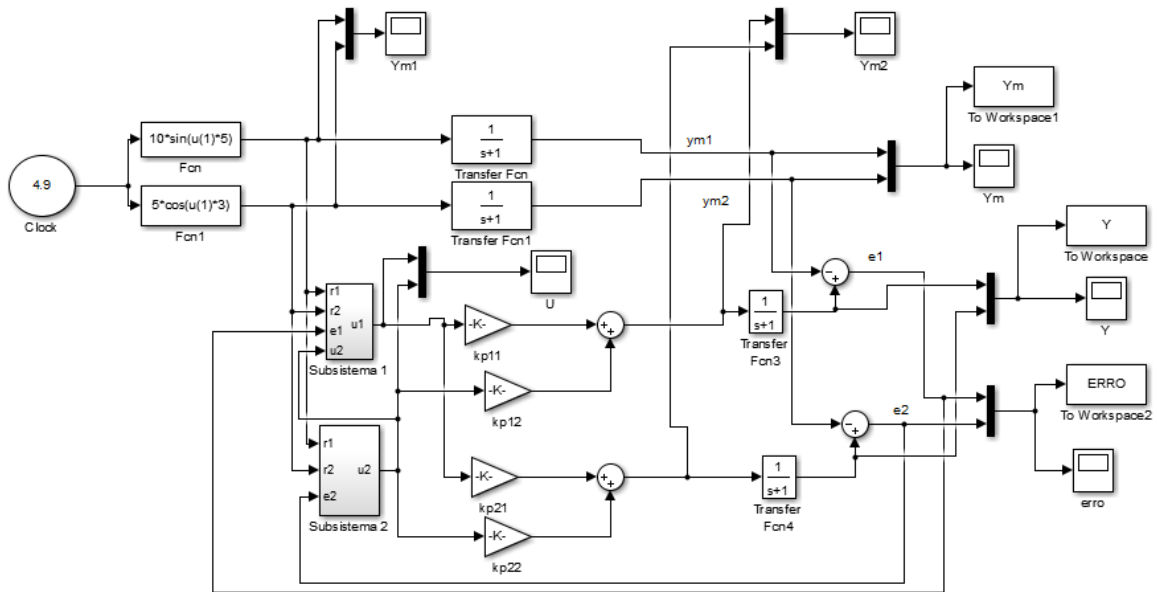 Ym1
Ym2
Ym
To Workspace1
4.9
Clock
10*sin(u(1)*5)
Fcn
5*cos(u(1)*3)
Fcn1
1
s+1
Transfer Fcn
1
s+1
Transfer Fcn1
ym1
ym2
Ym
Y
To Workspace
U
e1
Y
r1
r2
e1
u2
u1
Subsistema 1
-K-
kp11
-K-
kp12
+
+
1
s+1
Transfer
Fcn3
−
+
ERRO
To Workspace2
r1
r2
e2
u2
Subsistema 2
-K-
kp21
-K-
kp22
+
+
1
s+1
Transfer
Fcn4
−
+
e2
erro